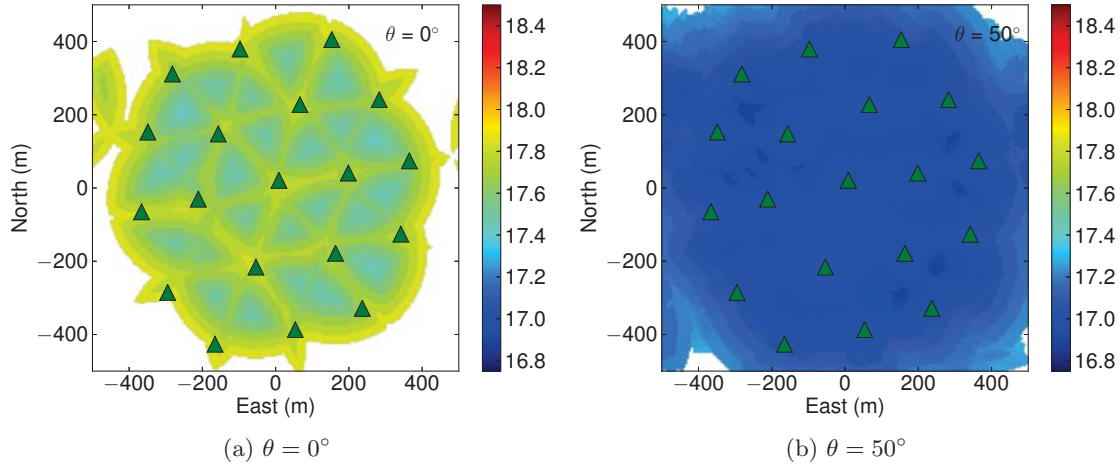 θ = 0°
400
200
0
−200
−400
North (m)
−400 −200 0 200 400
East (m)
18.4
18.2
18.0
17.8
17.6
17.4
17.2
17.0
16.8
(a) θ = 0°
θ = 50°
400
200
0
−200
−400
North (m)
−400 −200 0 200 400
East (m)
18.4
18.2
18.0
17.8
17.6
17.4
17.2
17.0
16.8
(b) θ = 50°